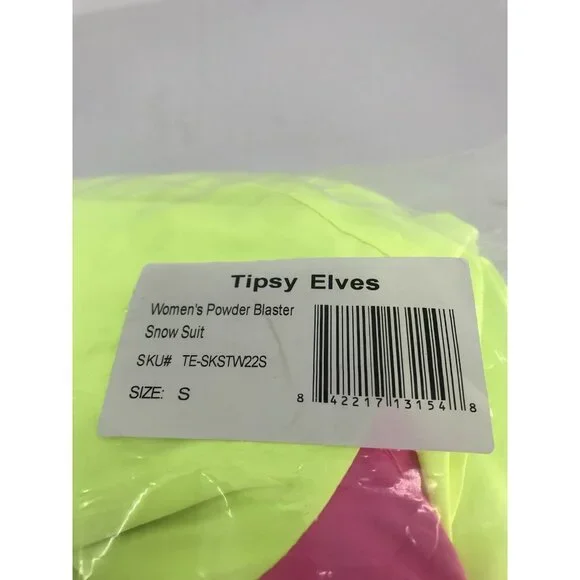 Tipsy Elves
Women's Powder Blaster
Snow Suit
SKU# TE-SKSTW22S
SIZE: S
8 42217 13154 8